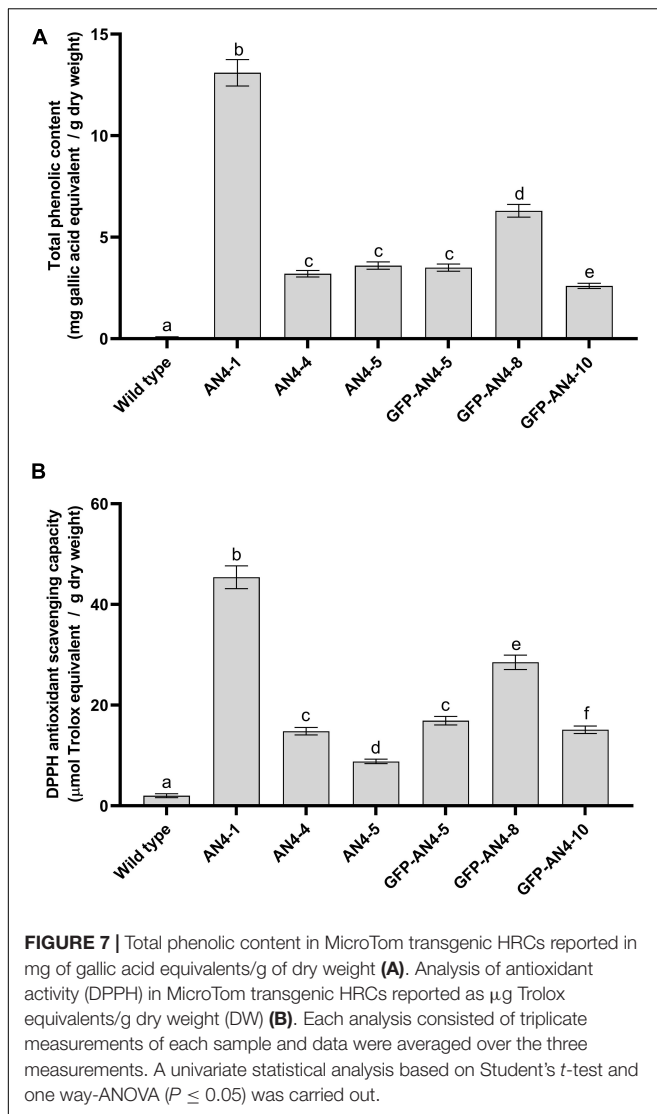 A
Total phenolic content
(mg gallic acid equivalent / g dry weight)
15
10
5
0
a
b
c
c
c
d
e
Wild type
AN4-1
AN4-4
AN4-5
GFP-AN4-5
GFP-AN4-8
GFP-AN4-10
B
DPPH antioxidant scavenging capacity
(μmol Trolox equivalent / g dry weight)
60
40
20
0
a
b
c
d
c
e
f
Wild type
AN4-1
AN4-4
AN4-5
GFP-AN4-5
GFP-AN4-8
GFP-AN4-10
FIGURE 7 | Total phenolic content in MicroTom transgenic HRCs reported in
mg of gallic acid equivalents/g of dry weight (A). Analysis of antioxidant
activity (DPPH) in MicroTom transgenic HRCs reported as μg Trolox
equivalents/g dry weight (DW) (B). Each analysis consisted of triplicate
measurements of each sample and data were averaged over the three
measurements. A univariate statistical analysis based on Student's t-test and
one way-ANOVA (P ≤ 0.05) was carried out.